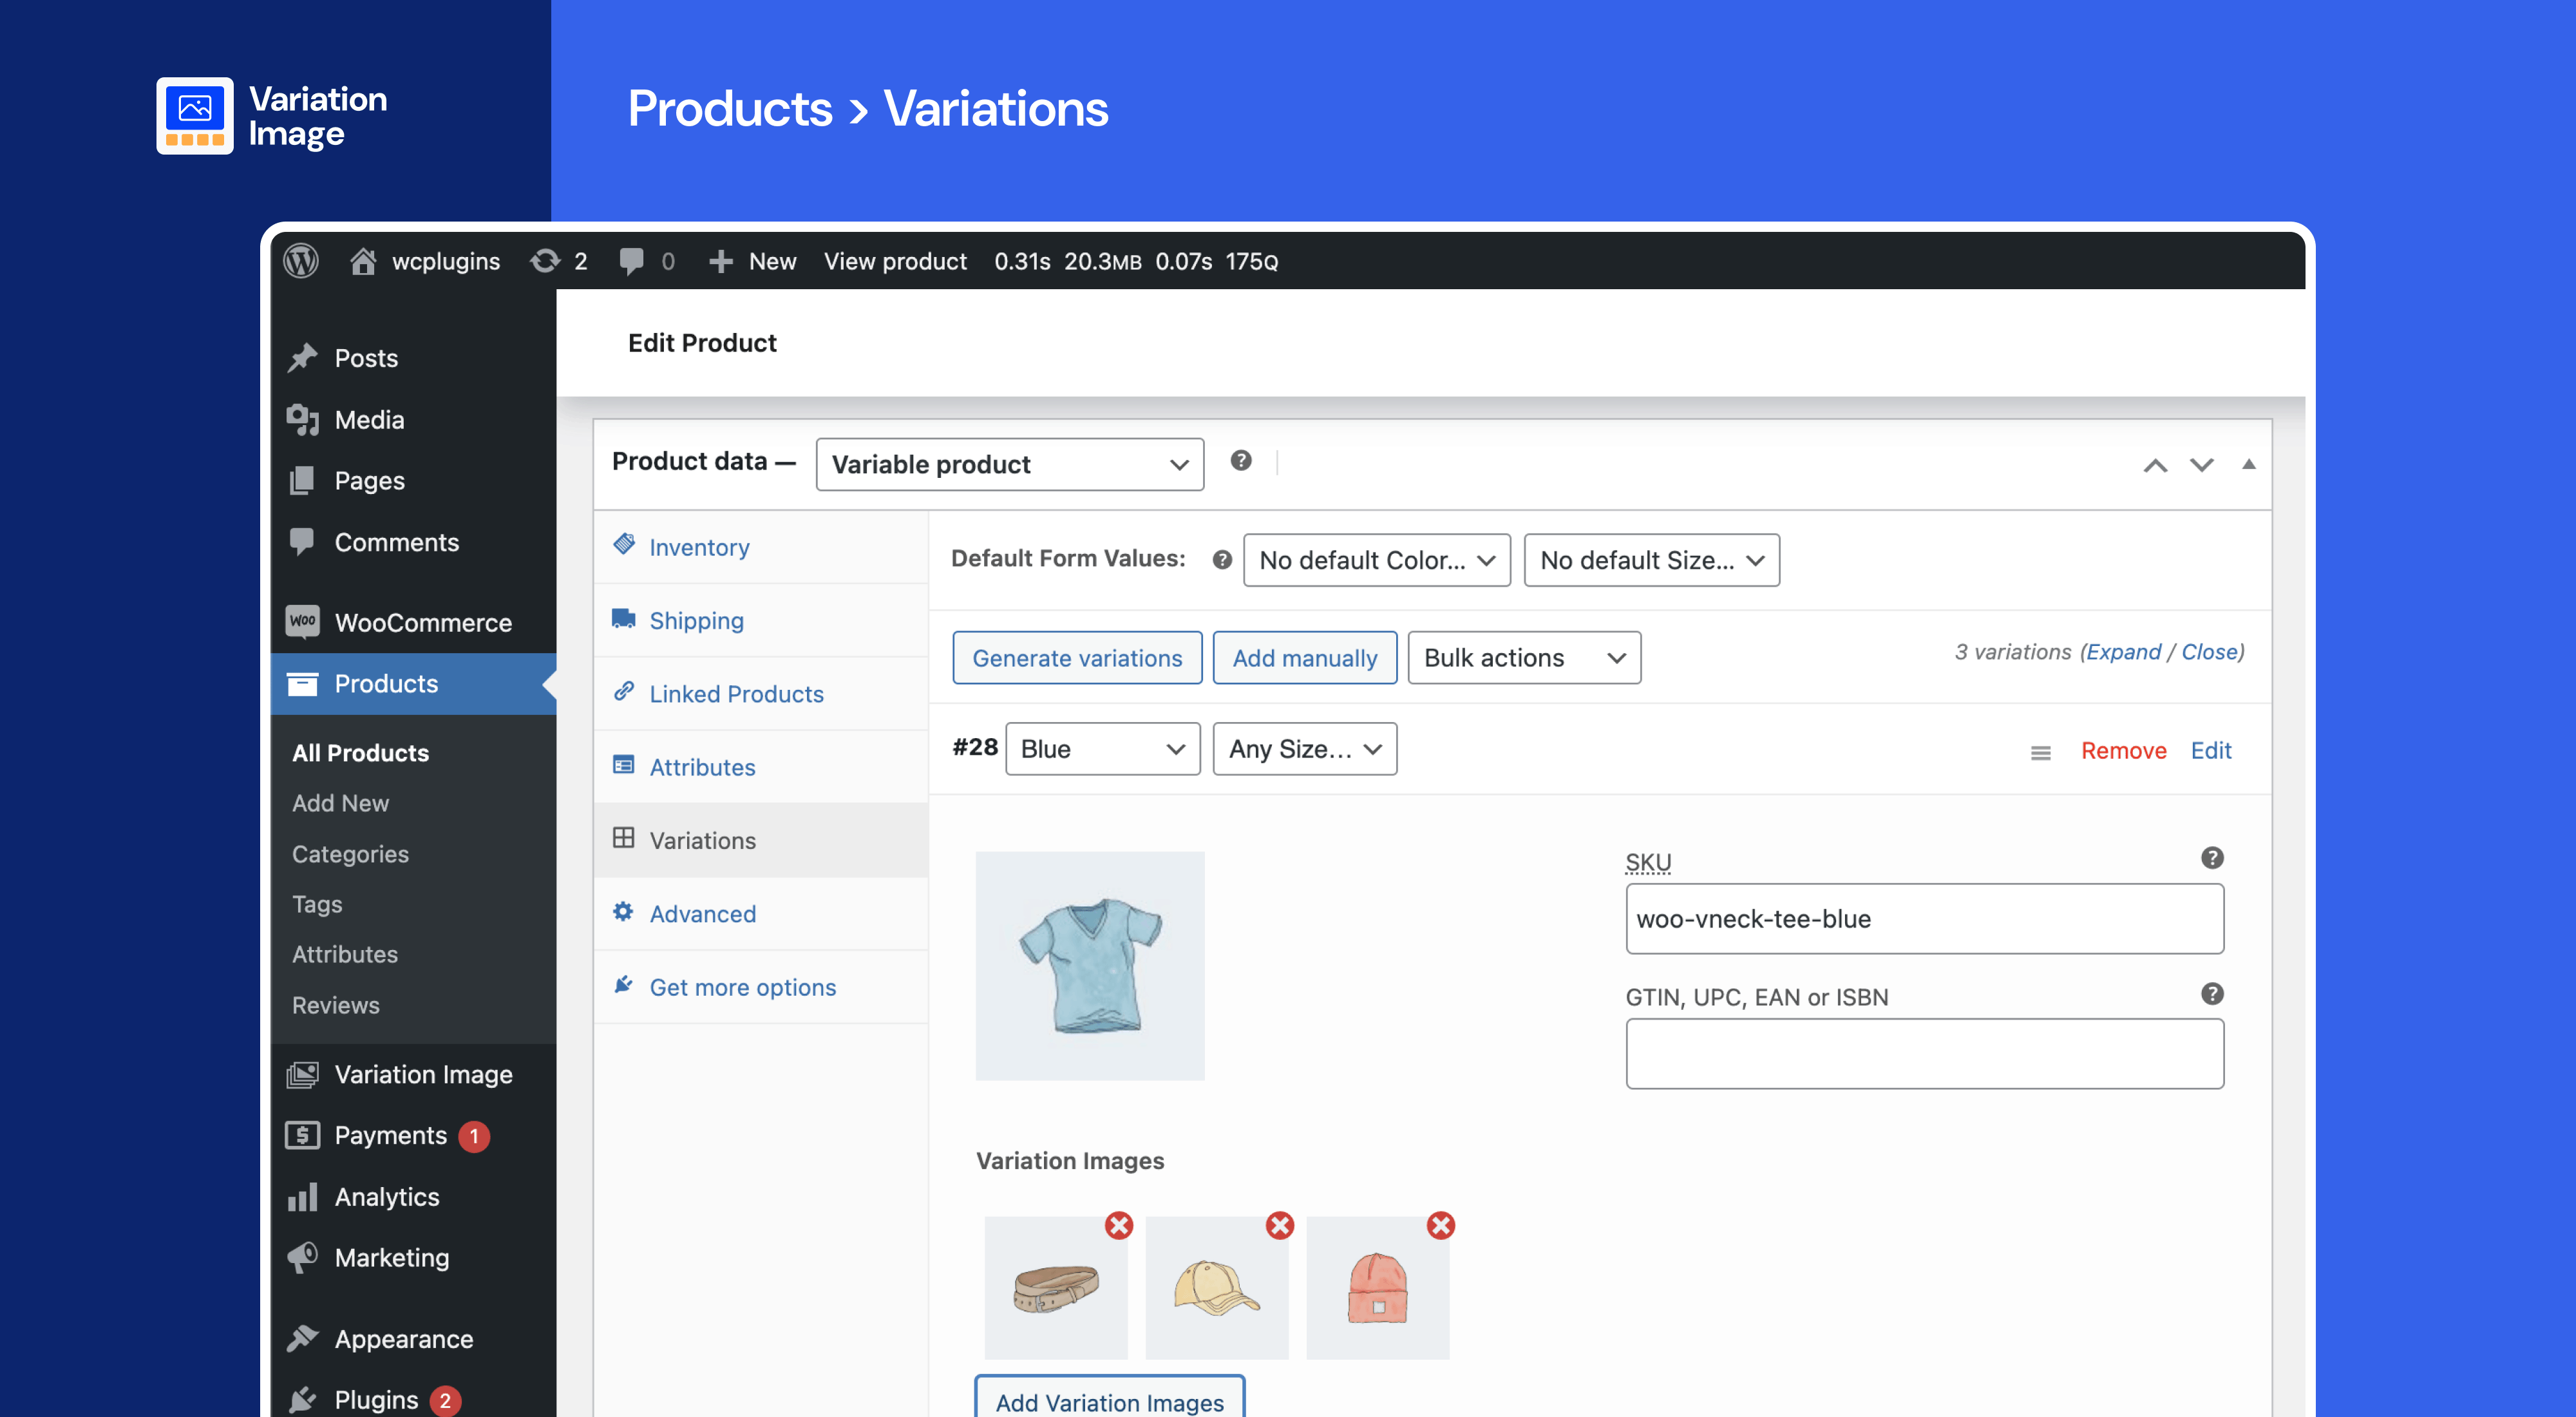 Variation
Image
Products > Variations
wcplugins 2 0 New View product 0.31s 20.3MB 0.07s 175Q
Posts
Media
Pages
Comments
WOO WooCommerce
Products
All Products
Add New
Categories
Tags
Attributes
Reviews
Variation Image
Payments 1
Analytics
Marketing
Appearance
Plugins 2
Edit Product
Product data — Variable product
Inventory
Shipping
Linked Products
Attributes
Variations
Advanced
Get more options
Default Form Values: No default Color... No default Size...
Generate variations Add manually Bulk actions 3 variations (Expand / Close)
#28 Blue Any Size... Remove Edit
SKU
woo-vneck-tee-blue
GTIN, UPC, EAN or ISBN
Variation Images
Add Variation Images